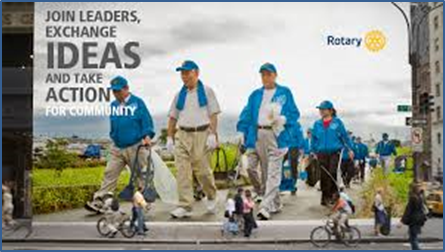 JOIN LEADERS,
EXCHANGE
IDEAS
AND TAKE
ACTION
FOR COMMUNITY
Rotary